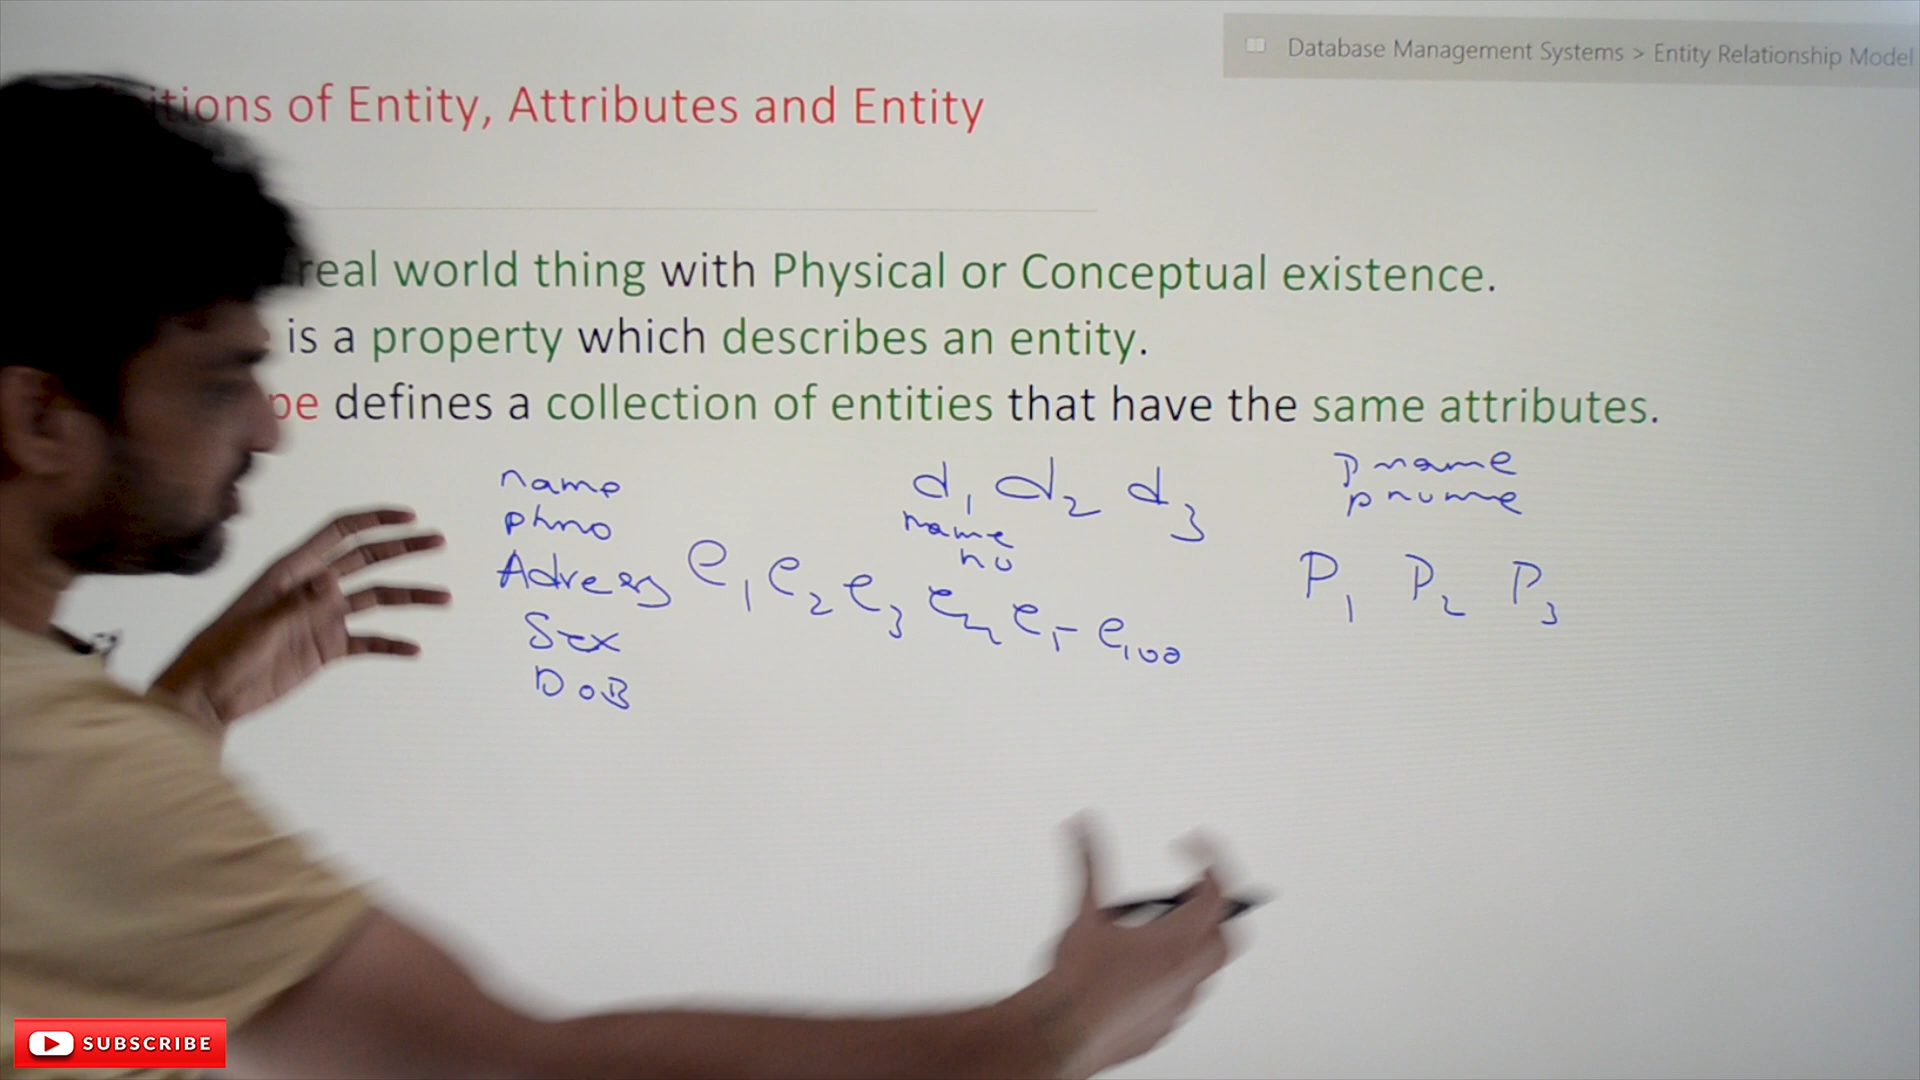 Database Management Systems > Entity Relationship Model
itions of Entity, Attributes and Entity
real world thing with Physical or Conceptual existence.
is a property which describes an entity.
pe defines a collection of entities that have the same attributes.
name
phno
Adress
Sex
DOB
d1 d2 d3
name
no
e1 e2 e3 e4 e5 - e100
pname
pnume
P1 P2 P3
SUBSCRIBE